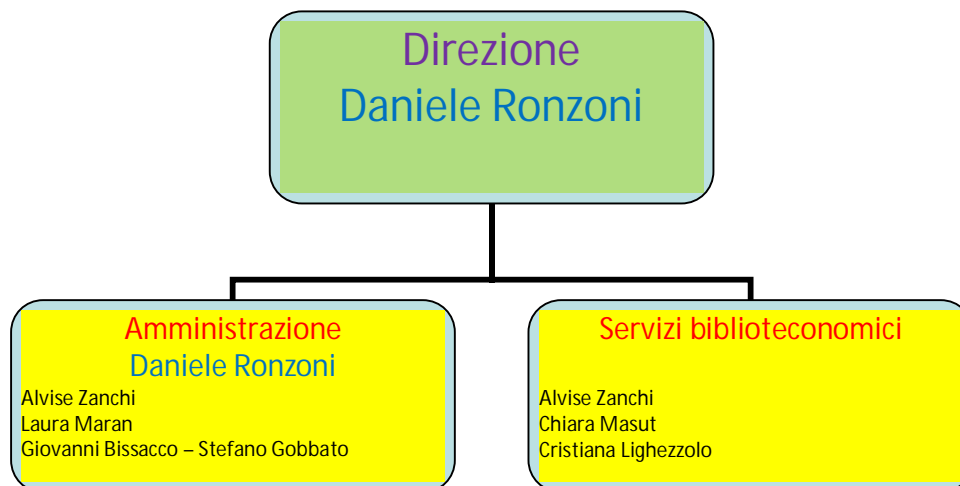 Direzione
Daniele Ronzoni
Amministrazione
Daniele Ronzoni
Alvise Zanchi
Laura Maran
Giovanni Bissacco – Stefano Gobbato
Servizi biblioteconomici
Alvise Zanchi
Chiara Masut
Cristiana Lighezzolo